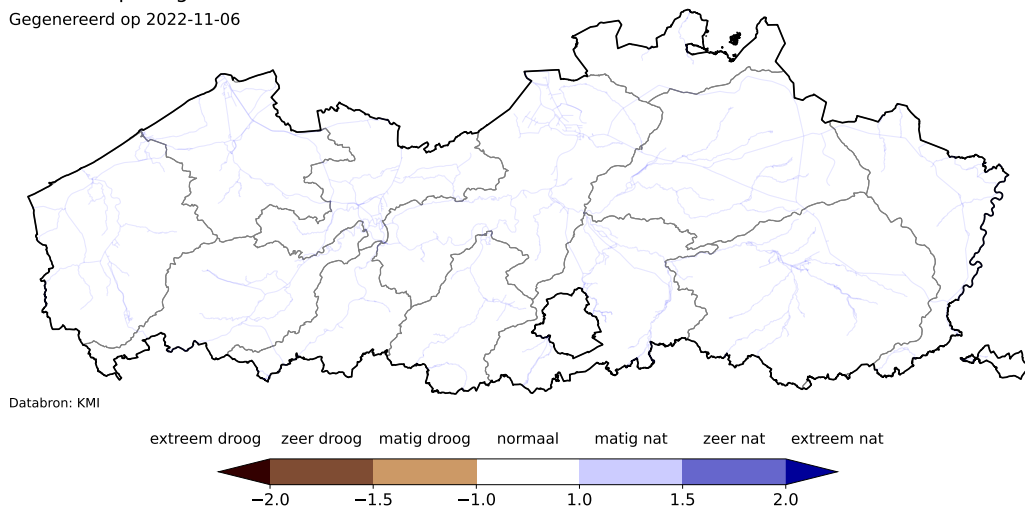 Gegenereerd op 2022-11-06
Databron: KMI
extreem droog zeer droog matig droog normaal matig nat zeer nat extreem nat
−2.0 −1.5 −1.0 1.0 1.5 2.0